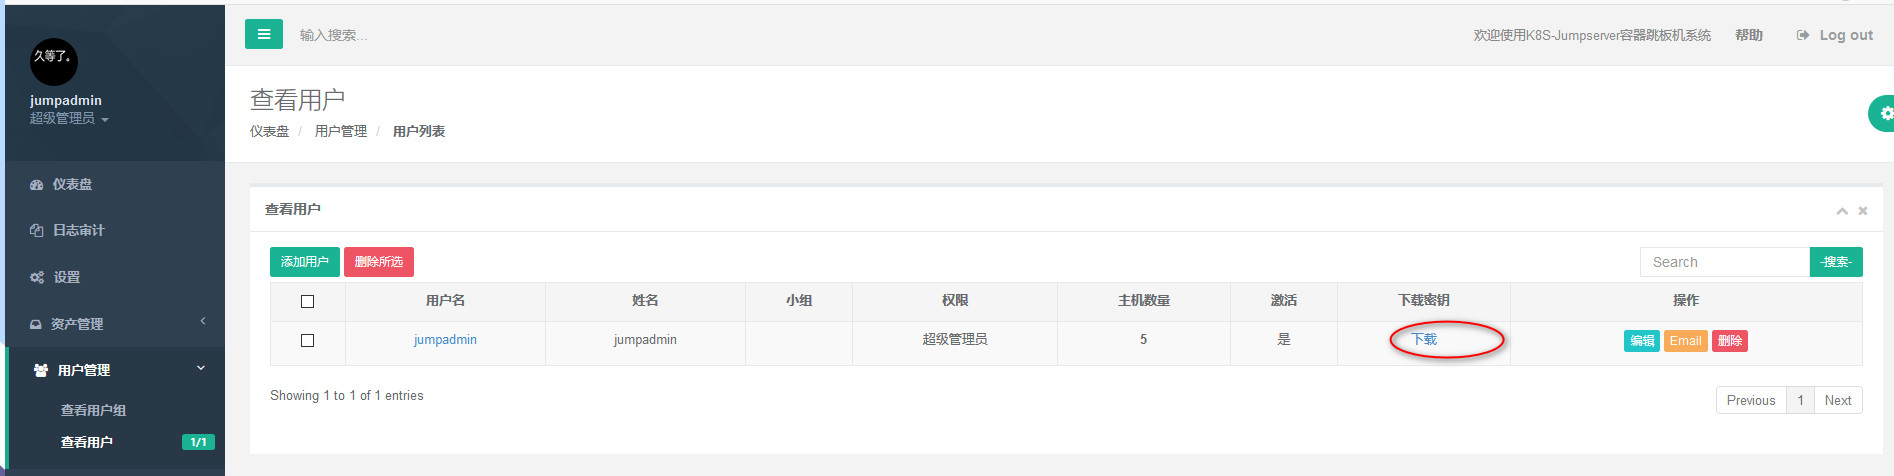 久等了。
jumpadmin
超级管理员
仪表盘
日志审计
设置
资产管理
用户管理
查看用户组
查看用户 1/1
输入搜索...
欢迎使用K8S-Jumpserver容器跳板机系统 帮助 Log out
查看用户
仪表盘 / 用户管理 / 用户列表
查看用户
添加用户 删除所选 Search -搜索-
用户名 姓名 小组 权限 主机数量 激活 下载密钥 操作
jumpadmin jumpadmin 超级管理员 5 是 下载 编辑 Email 删除
Showing 1 to 1 of 1 entries Previous 1 Next